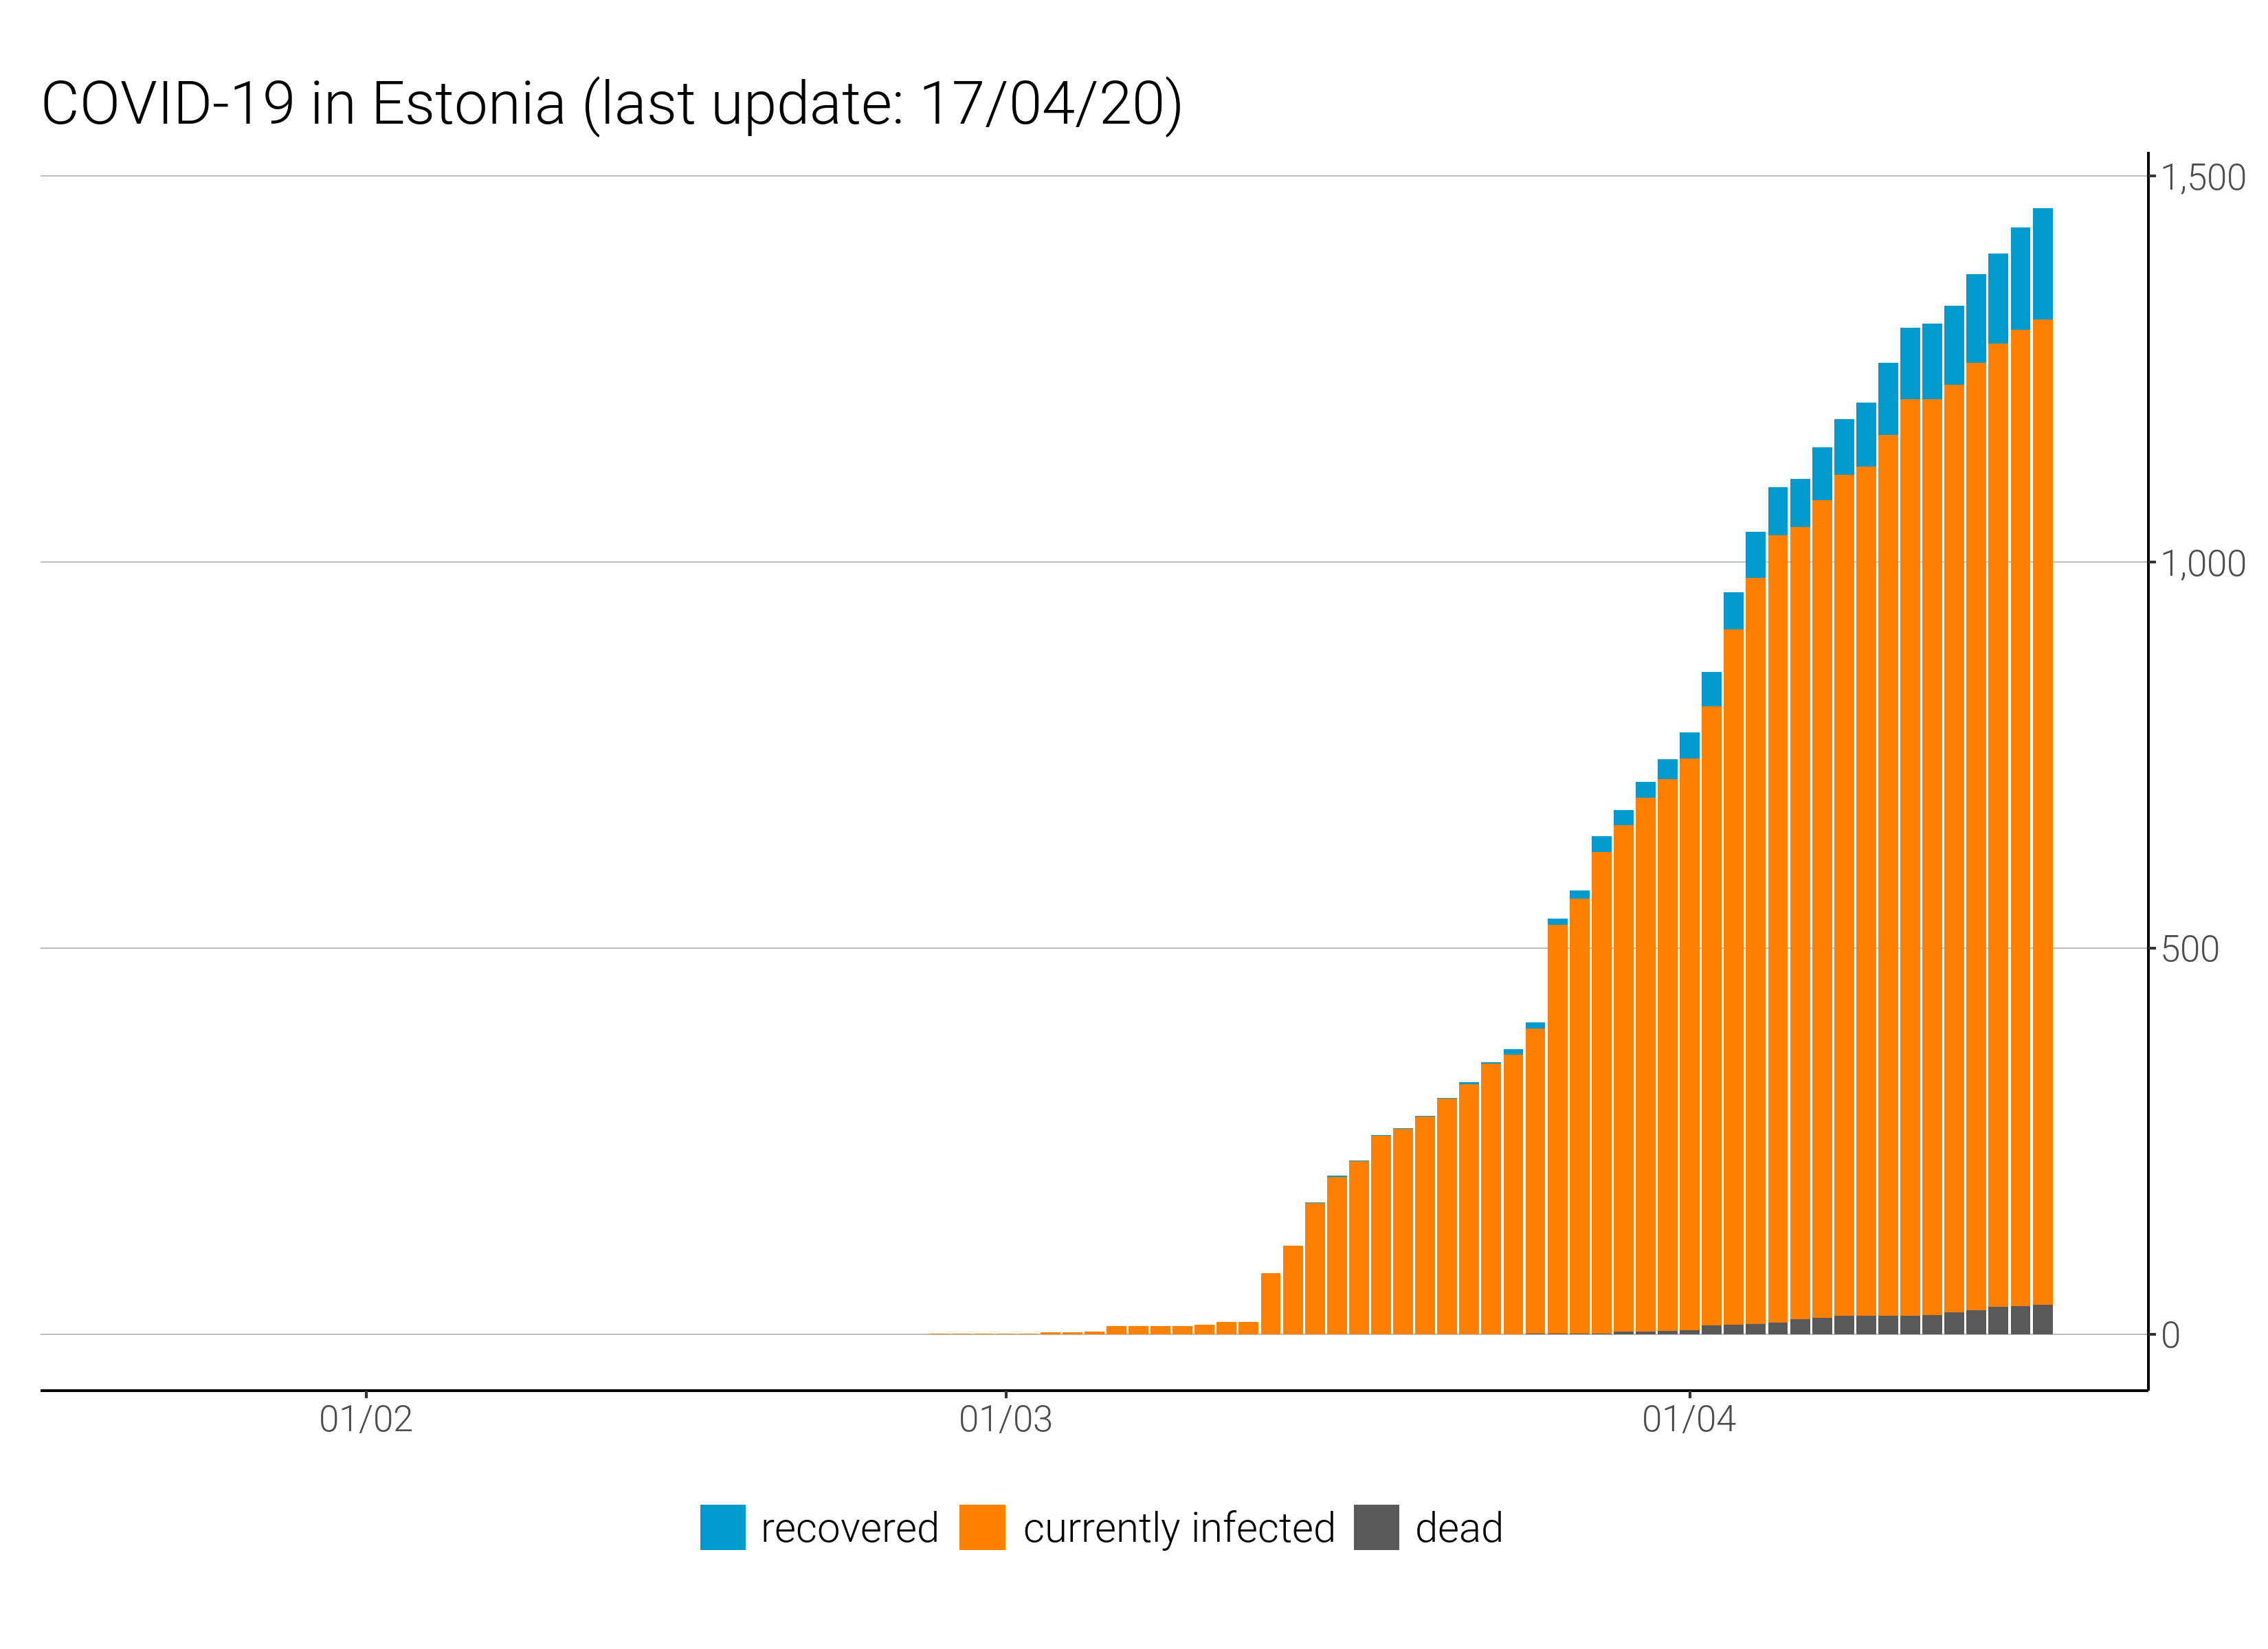 COVID-19 in Estonia (last update: 17/04/20)
1,500
1,000
500
0
01/02 01/03 01/04
recovered currently infected dead